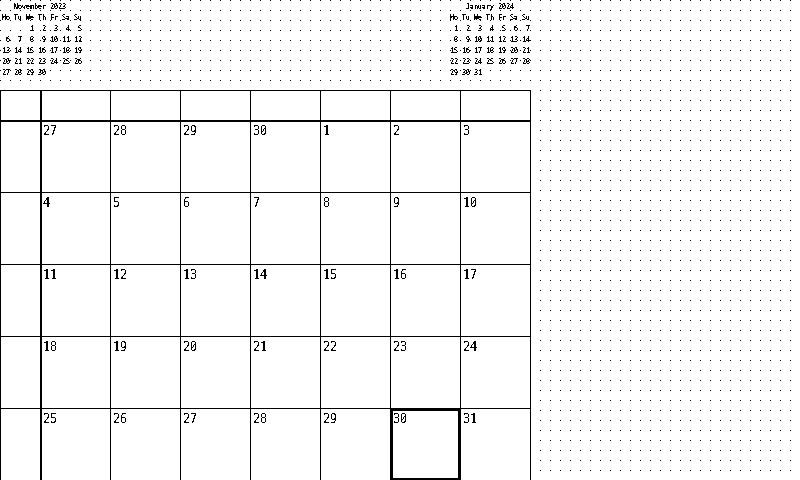 November 2023
Mo Tu We Th Fr Sa Su
1 2 3 4 5
6 7 8 9 10 11 12
13 14 15 16 17 18 19
20 21 22 23 24 25 26
27 28 29 30
January 2024
Mo Tu We Th Fr Sa Su
1 2 3 4 5 6 7
8 9 10 11 12 13 14
15 16 17 18 19 20 21
22 23 24 25 26 27 28
29 30 31
27 28 29 30 1 2 3
4 5 6 7 8 9 10
11 12 13 14 15 16 17
18 19 20 21 22 23 24
25 26 27 28 29 30 31